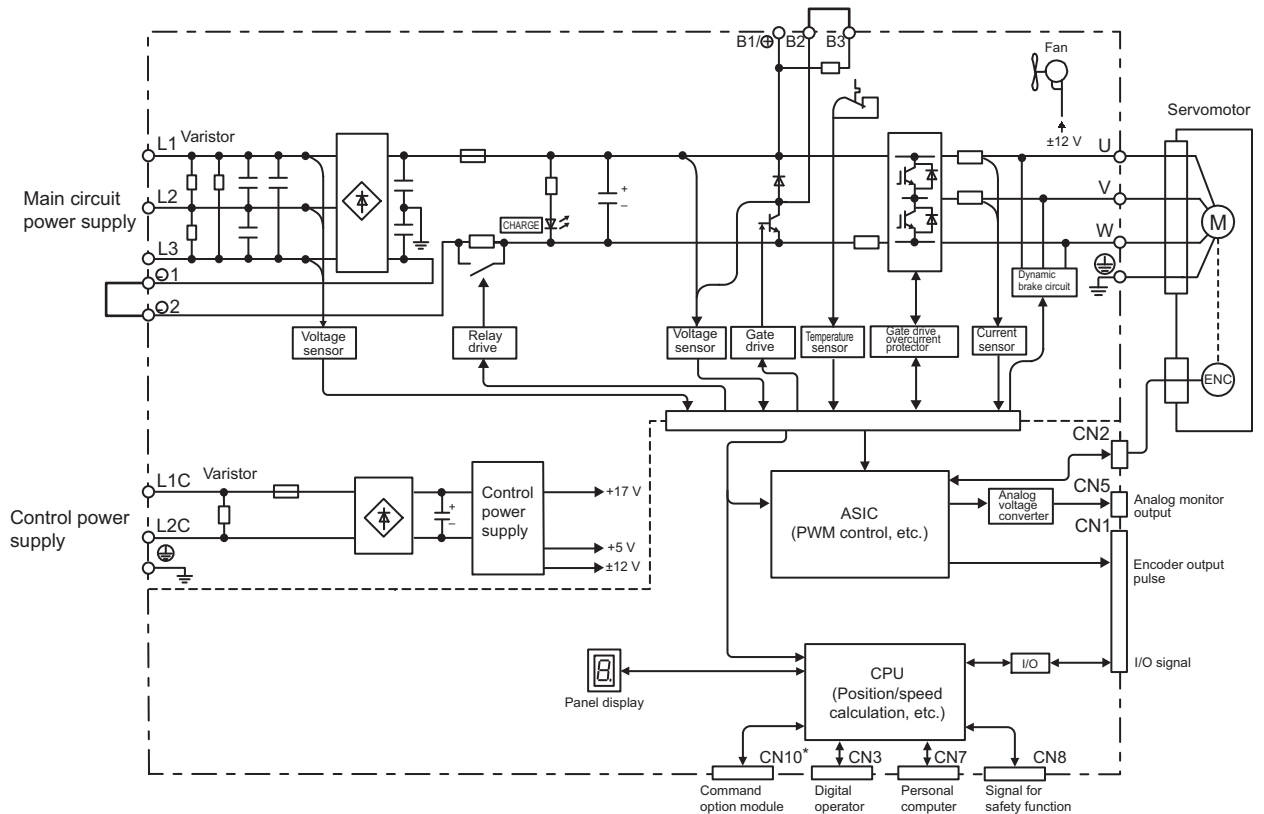 B1/⊕ B2 B3
Fan
±12 V
Servomotor
Varistor
L1
L2
L3
⊖1
⊖2
Main circuit
power supply
CHARGE
+
–
U
V
W
M
ENC
Dynamic
brake circuit
Voltage
sensor
Relay
drive
Voltage
sensor
Gate
drive
Temperature
sensor
Gate drive
overcurrent
protector
Current
sensor
Control power
supply
L1C
L2C
Varistor
+
–
Control
power
supply
+17 V
+5 V
±12 V
ASIC
(PWM control, etc.)
Analog
voltage
converter
CN2
CN5
Analog monitor
output
CN1
Encoder output
pulse
I/O
I/O signal
8.
Panel display
CPU
(Position/speed
calculation, etc.)
CN10*
CN3
CN7
CN8
Command
option module
Digital
operator
Personal
computer
Signal for
safety function